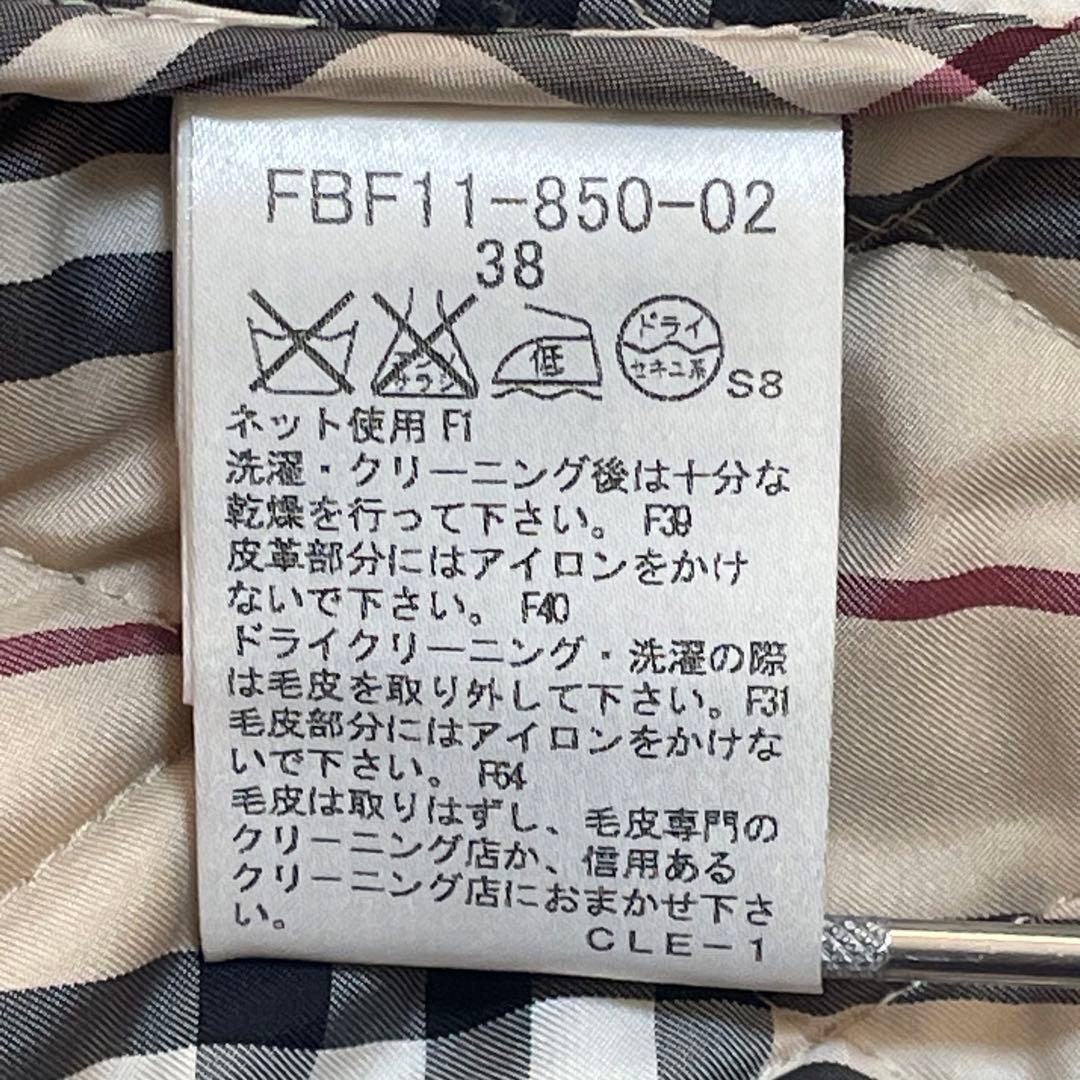 FBF11-850-02
38
エンソ
サラシ
低
ドライ
セキユ系
S8
ネット使用 F1
洗濯・クリーニング後は十分な
乾燥を行って下さい。 F39
皮革部分にはアイロンをかけ
ないで下さい。 F40
ドライクリーニング・洗濯の際
は毛皮を取り外して下さい。F31
毛皮部分にはアイロンをかけな
いで下さい。 F64
毛皮は取りはずし、毛皮専門の
クリーニング店か、信用ある
クリーニング店におまかせ下さ
い。
CLE-1